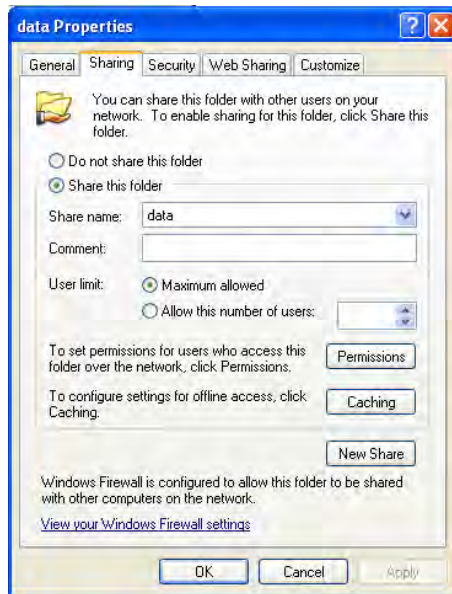 data Properties
General Sharing Security Web Sharing Customize
You can share this folder with other users on your
network. To enable sharing for this folder, click Share this
folder.
Do not share this folder
Share this folder
Share name: data
Comment:
User limit: Maximum allowed
Allow this number of users:
To set permissions for users who access this
folder over the network, click Permissions.
Permissions
To configure settings for offline access, click
Caching.
Caching
New Share
Windows Firewall is configured to allow this folder to be shared
with other computers on the network.
View your Windows Firewall settings
OK Cancel Apply